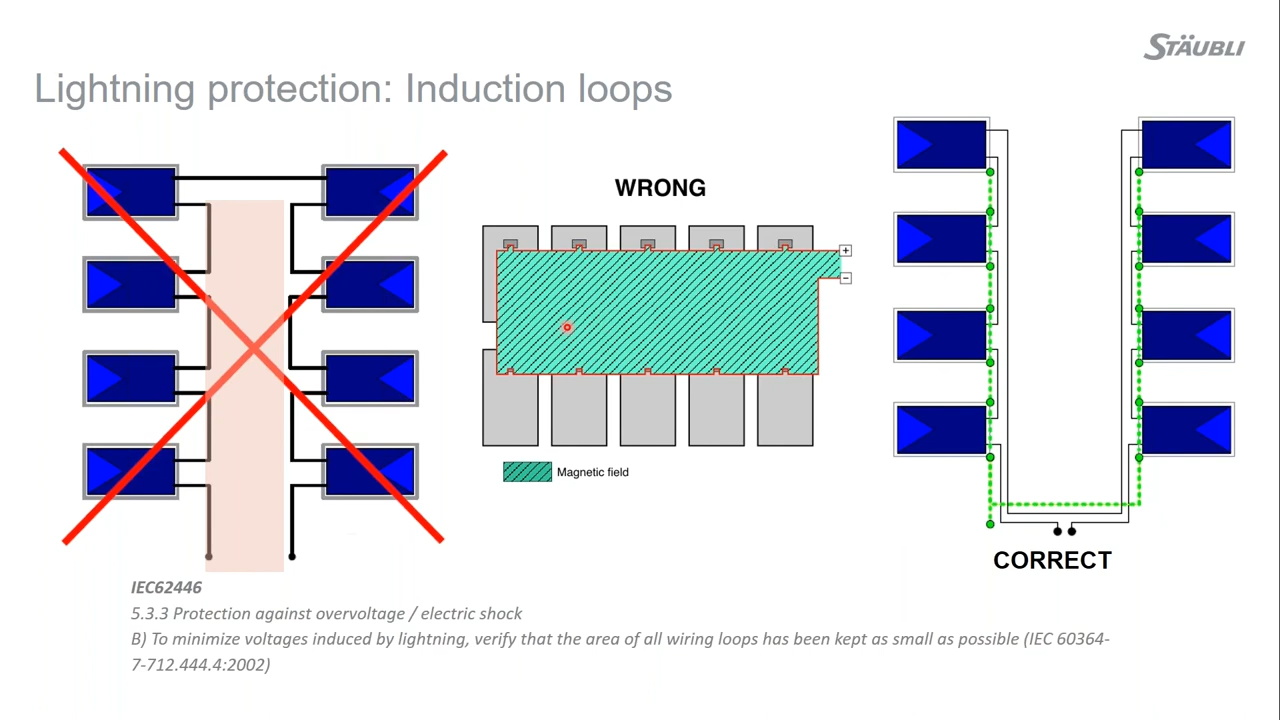 STÄUBLI
Lightning protection: Induction loops
WRONG
+
−
Magnetic field
CORRECT
IEC62446
5.3.3 Protection against overvoltage / electric shock
B) To minimize voltages induced by lightning, verify that the area of all wiring loops has been kept as small as possible (IEC 60364-
7-712.444.4:2002)